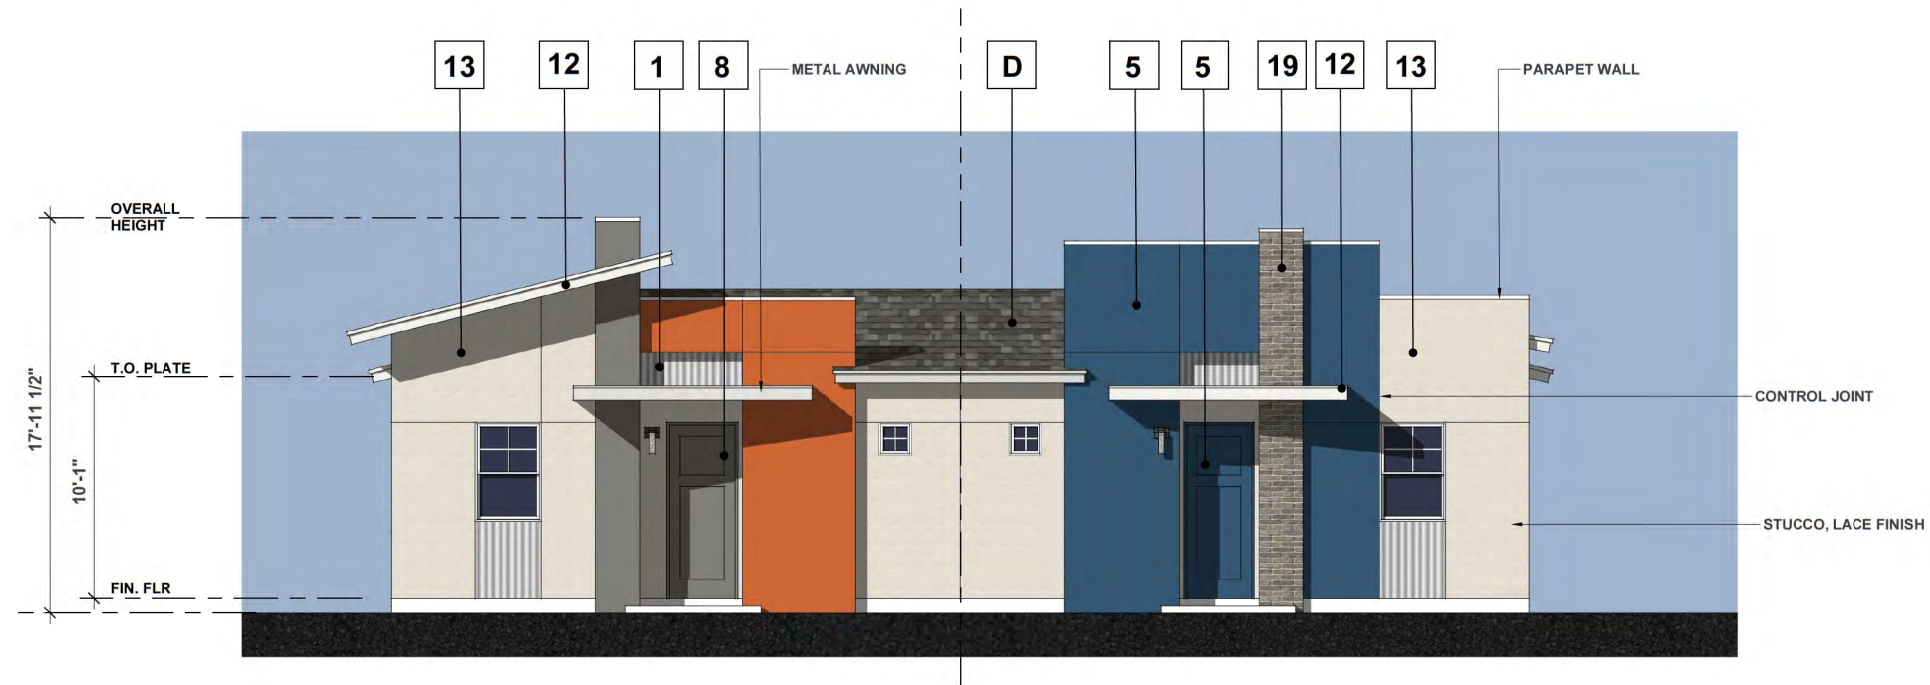 13
12
1
8
METAL AWNING
D
5
5
19
12
13
PARAPET WALL
OVERALL
HEIGHT
T.O. PLATE
17'-11 1/2"
10'-1"
CONTROL JOINT
STUCCO, LACE FINISH
FIN. FLR